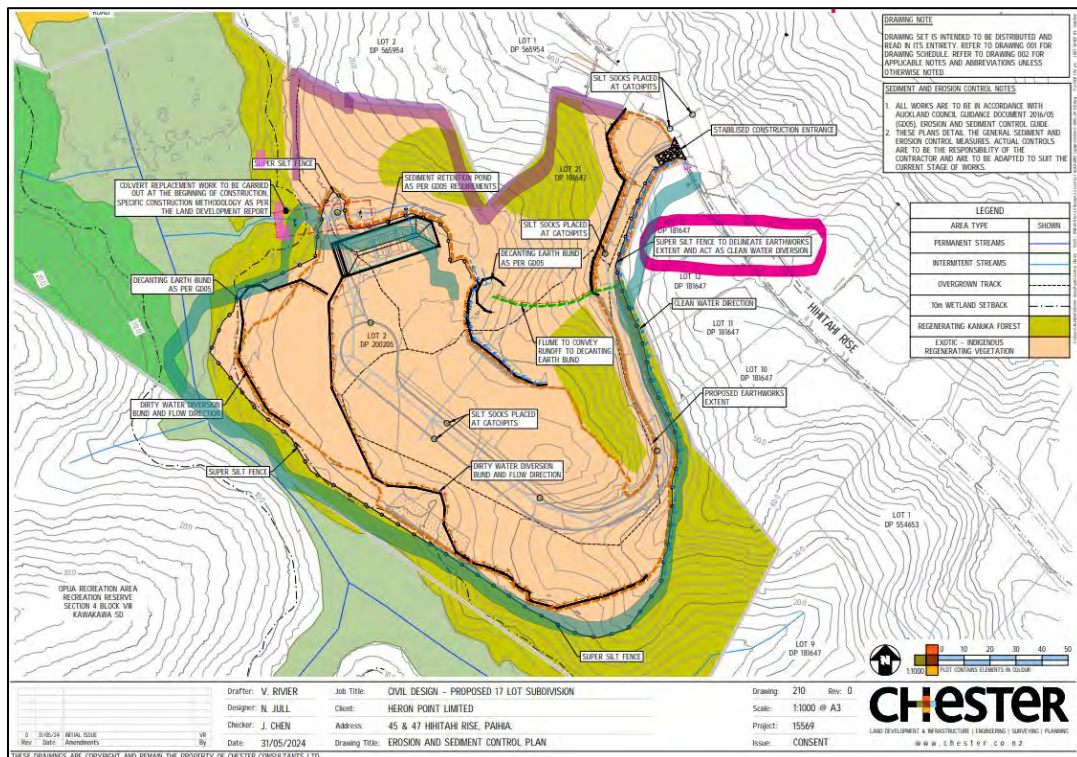 ROAD
LOT 2
DP 565954
LOT 1
DP 565954
SILT SOCKS PLACED
AT CATCHPITS
STABILISED CONSTRUCTION ENTRANCE
DRAWING NOTE
DRAWING SET IS INTENDED TO BE DISTRIBUTED AND
READ IN ITS ENTIRETY. REFER TO DRAWING 001 FOR
DRAWING SCHEDULE. REFER TO DRAWING 002 FOR
APPLICABLE NOTES AND ABBREVIATIONS UNLESS
OTHERWISE NOTED
SEDIMENT AND EROSION CONTROL NOTES
1. ALL WORKS ARE TO BE IN ACCORDANCE WITH
AUCKLAND COUNCIL GUIDANCE DOCUMENT 2016/05
(GD05), EROSION AND SEDIMENT CONTROL GUIDE.
2. THESE PLANS DETAIL THE GENERAL SEDIMENT AND
EROSION CONTROL MEASURES. ACTUAL CONTROLS
ARE TO BE THE RESPONSIBILITY OF THE
CONTRACTOR AND ARE TO BE ADAPTED TO SUIT THE
CURRENT STAGE OF WORKS.
LEGEND
AREA TYPE SHOWN
PERMANENT STREAMS
INTERMITENT STREAMS
OVERGROWN TRACK
10m WETLAND SETBACK
REGENERATING KANUKA FOREST
EXOTIC - INDIGENOUS
REGENERATING VEGETATION
SUPER SILT FENCE
CULVERT REPLACEMENT WORK TO BE CARRIED
OUT AT THE BEGINNING OF CONSTRUCTION.
SPECIFIC CONSTRUCTION METHODOLOGY AS PER
THE LAND DEVELOPMENT REPORT
SEDIMENT RETENTION POND
AS PER GD05 REQUIREMENTS
LOT 21
DP 181647
SILT SOCKS PLACED
AT CATCHPITS
DP 181647
SUPER SILT FENCE TO DELINEATE EARTHWORKS
EXTENT AND ACT AS CLEAN WATER DIVERSION
DECANTING EARTH BUND
AS PER GD05
DECANTING EARTH BUND
AS PER GD05
LOT 12
DP 181647
CLEAN WATER DIRECTION
LOT 11
DP 181647
HIHITAHI RISE
FLUME TO CONVEY
RUNOFF TO DECANTING
EARTH BUND
LOT 2
DP 200205
LOT 10
DP 181647
PROPOSED EARTHWORKS
EXTENT
DIRTY WATER DIVERSION
BUND AND FLOW DIRECTION
SILT SOCKS PLACED
AT CATCHPITS
SUPER SILT FENCE
DIRTY WATER DIVERSION
BUND AND FLOW DIRECTION
LOT 1
DP 554653
OPUA RECREATION AREA
RECREATION RESERVE
SECTION 4 BLOCK VIII
KAWAKAWA SD
SUPER SILT FENCE
LOT 9
DP 181647
N
0 10 20 30 40 50
1:1000
PLOT CONTAINS ELEMENTS IN COLOUR
0 31/05/24 INITIAL ISSUE VR
Rev Date Amendments By
Drafter: V. RIVIER
Designer: N. JULL
Checker: J. CHEN
Date: 31/05/2024
Job Title: CIVIL DESIGN - PROPOSED 17 LOT SUBDIVISION
Client: HERON POINT LIMITED
Address: 45 & 47 HIHITAHI RISE, PAIHIA.
Drawing Title: EROSION AND SEDIMENT CONTROL PLAN
Drawing: 210 Rev: 0
Scale: 1:1000 @ A3
Project: 15569
Issue: CONSENT
CHESTER
LAND DEVELOPMENT & INFRASTRUCTURE | ENGINEERING | SURVEYING | PLANNING
www.chester.co.nz
THESE DRAWINGS ARE COPYRIGHT AND REMAIN THE PROPERTY OF CHESTER CONSULTANTS LTD